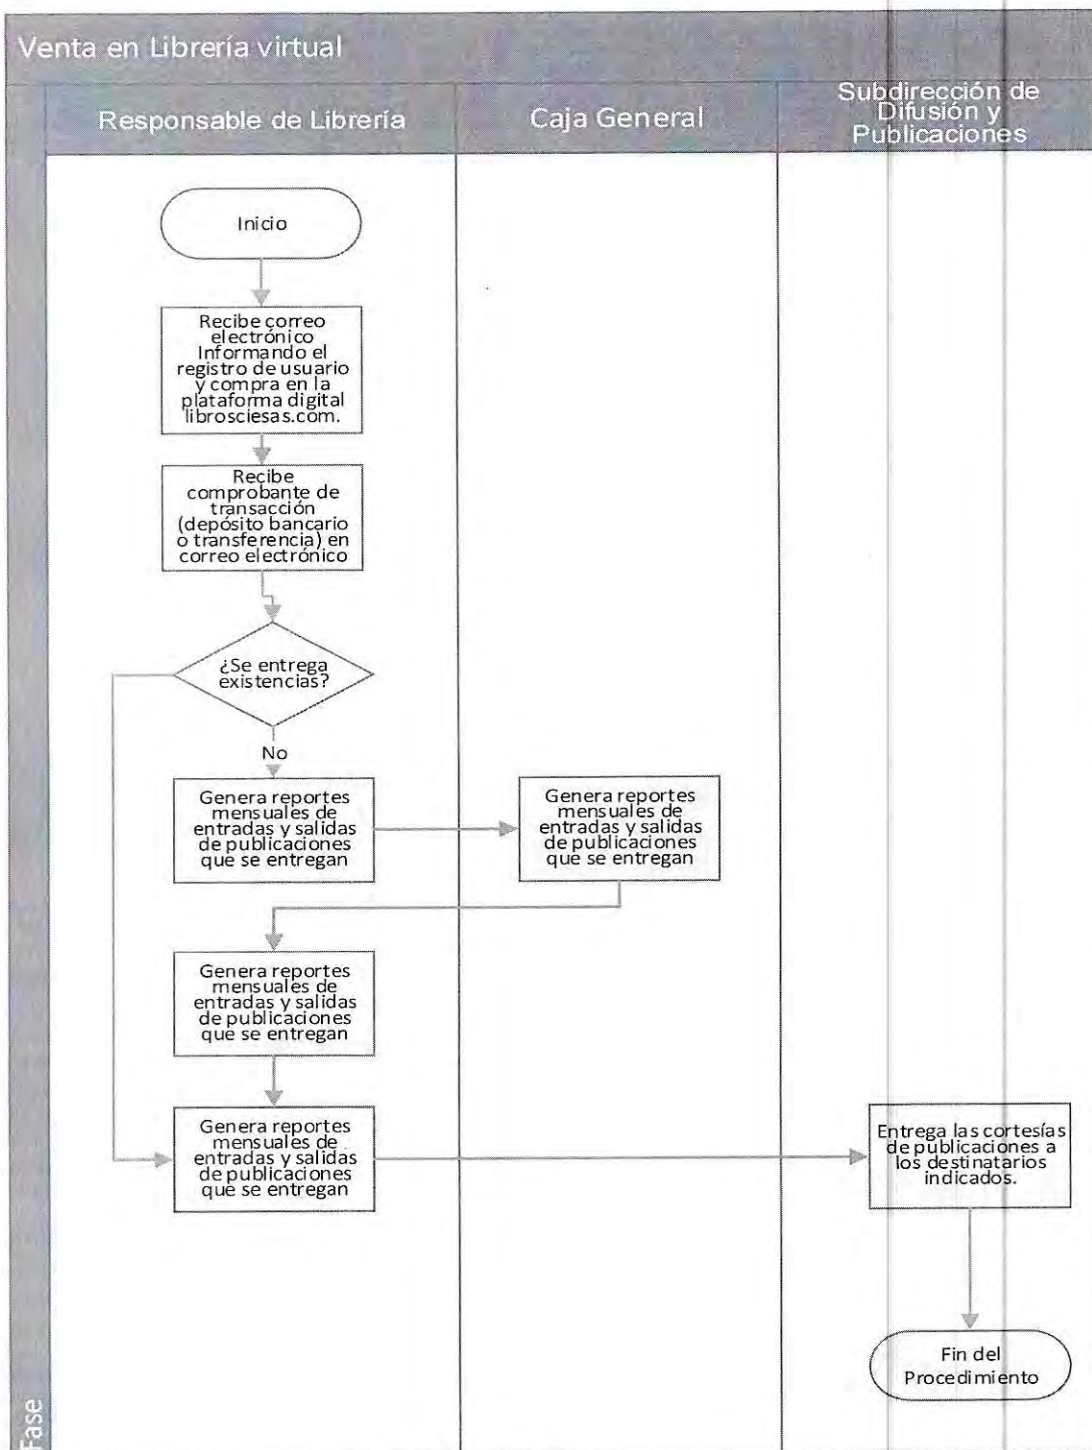 Venta en Librería virtual
Responsable de Librería
Caja General
Subdirección de
Difusión y
Publicaciones
Inicio
Recibe correo
electrónico
Informando el
registro de usuario
y compra en la
plataforma digital
librosciesas.com.
Recibe
comprobante de
transacción
(depósito bancario
o transferencia) en
correo electrónico
¿Se entrega
existencias?
No
Genera reportes
mensuales de
entradas y salidas
de publicaciones
que se entregan
Genera reportes
mensuales de
entradas y salidas
de publicaciones
que se entregan
Genera reportes
mensuales de
entradas y salidas
de publicaciones
que se entregan
Genera reportes
mensuales de
entradas y salidas
de publicaciones
que se entregan
Entrega las cortesías
de publicaciones a
los destinatarios
indicados.
Fin del
Procedimiento
Fase